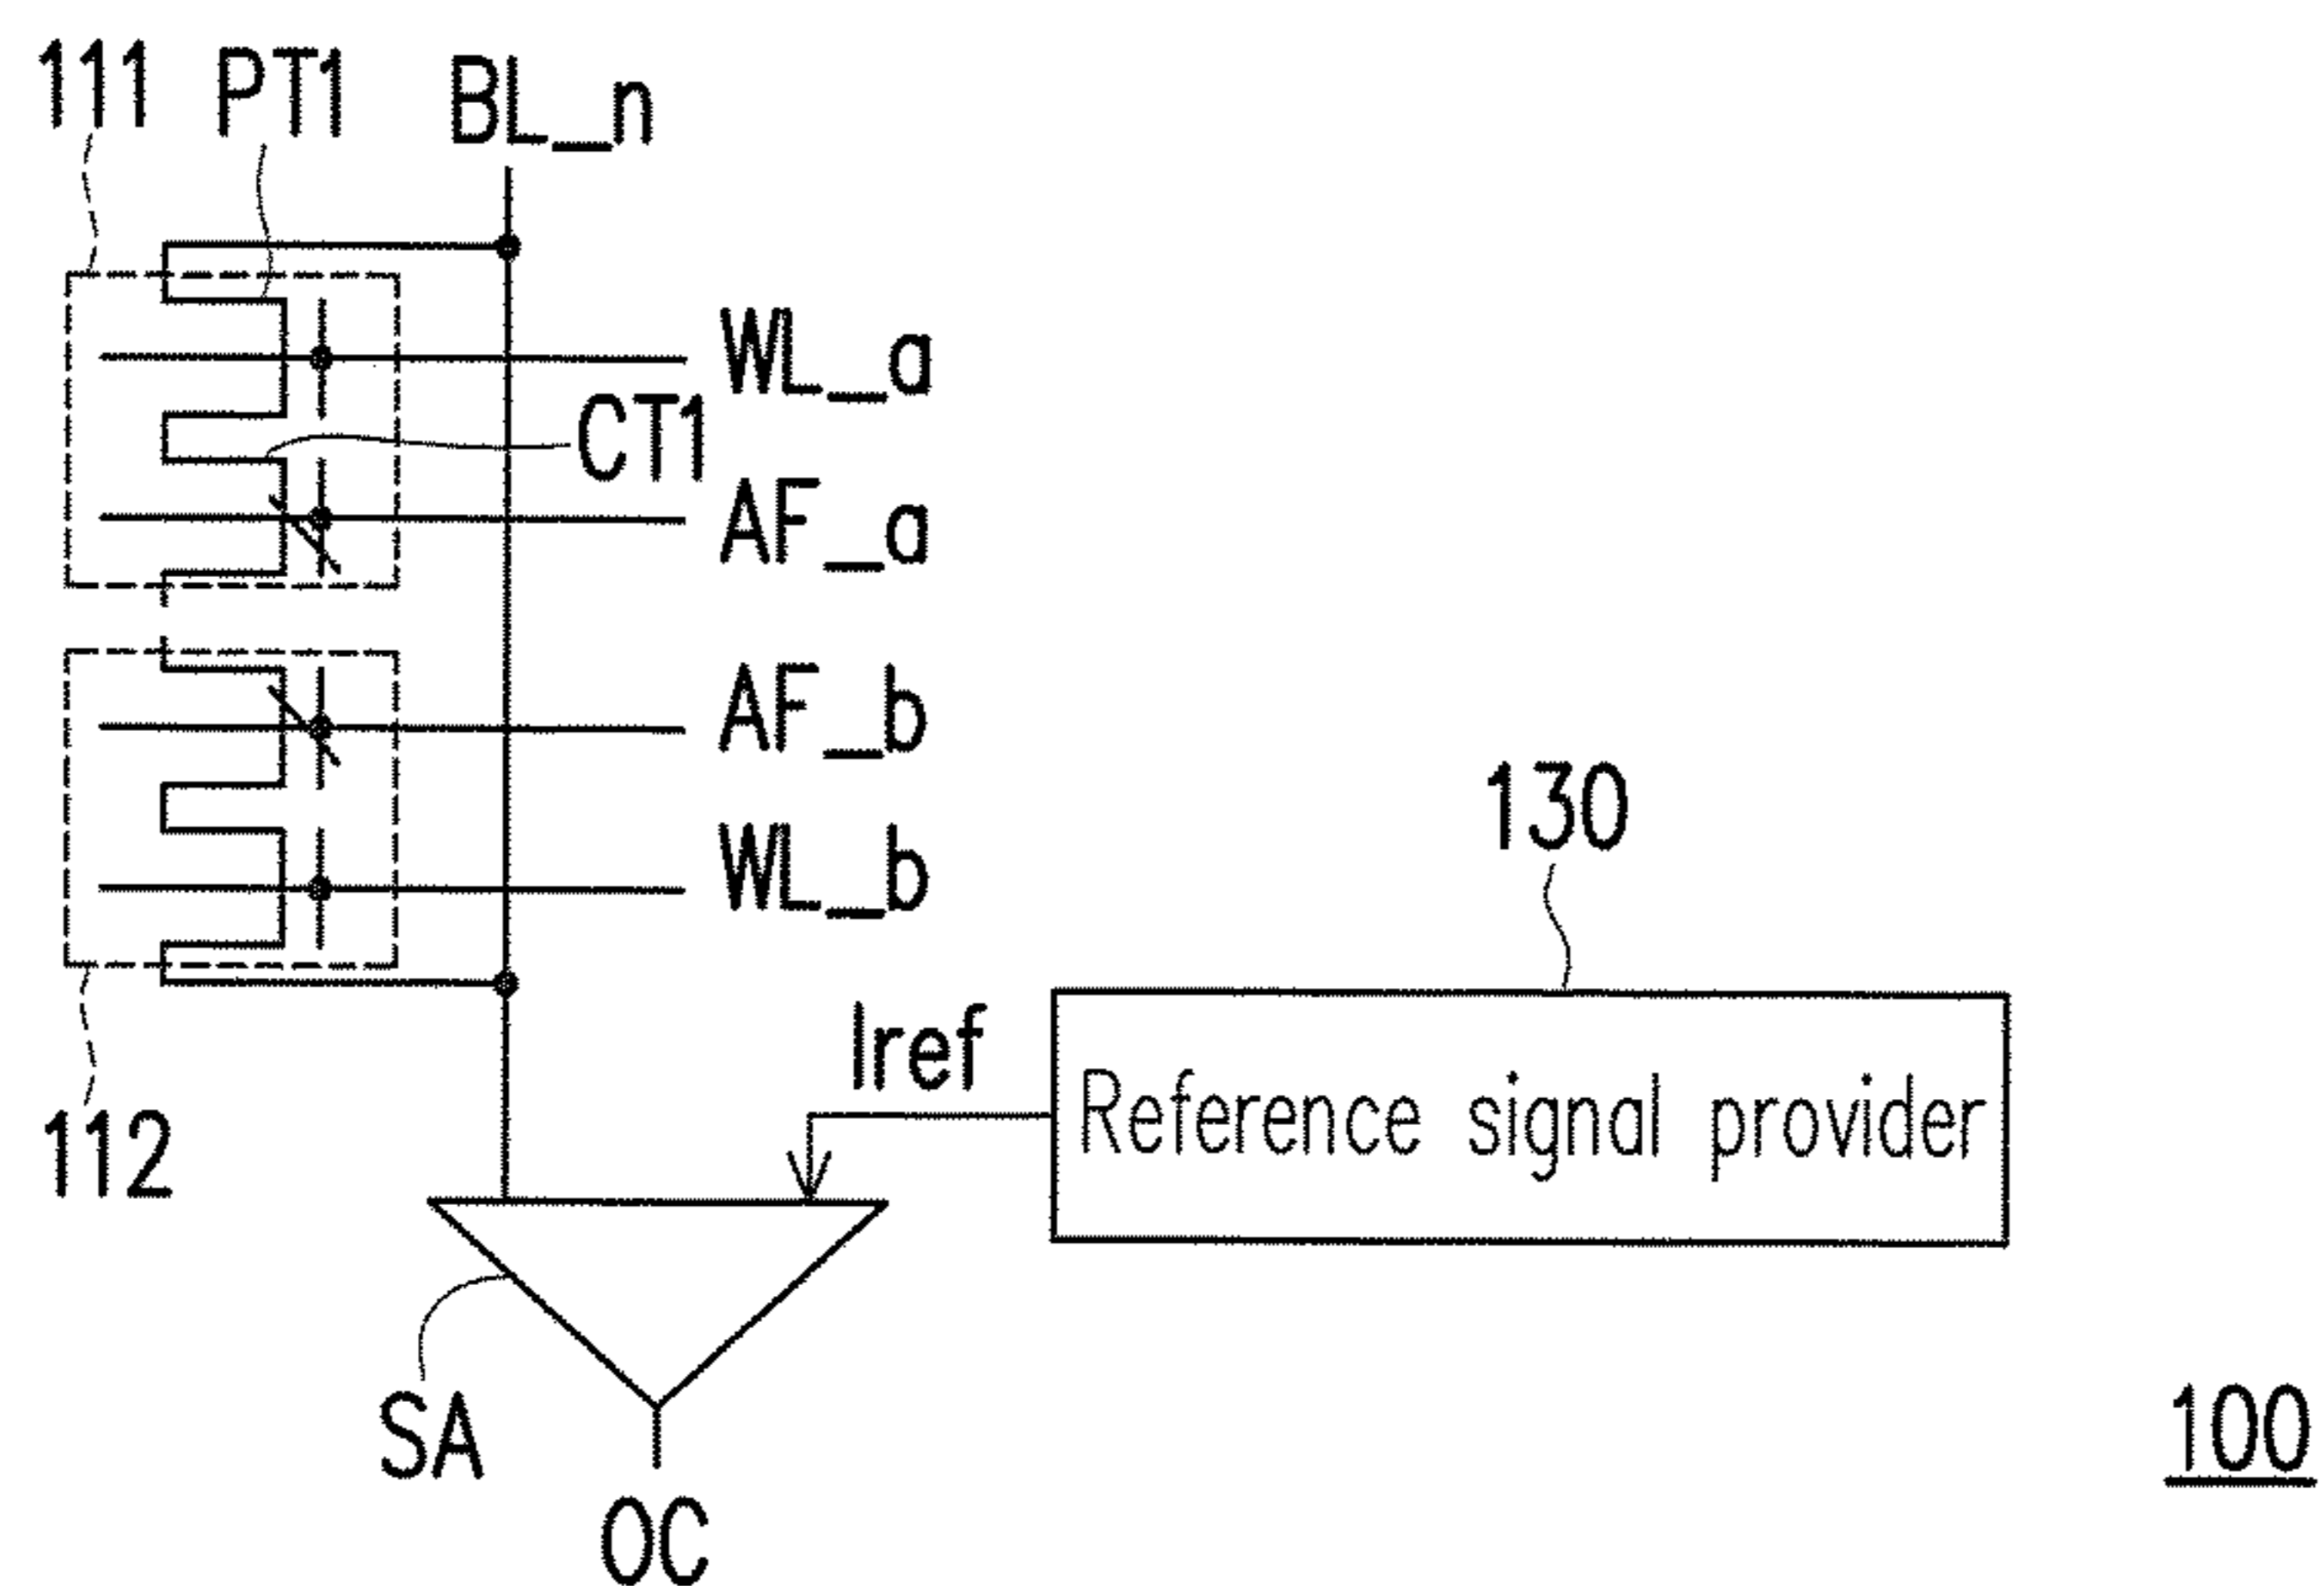 111 PT1 BL_n
WL_a
CT1
AF_a
AF_b
WL_b
130
Iref
Reference signal provider
112
SA
100
OC